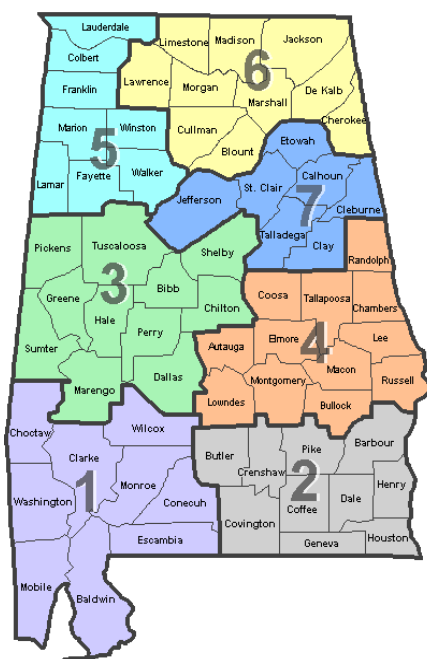 Lauderdale
Limestone
Madison
Jackson
Colbert
6
Lawrence
Franklin
Morgan
De Kalb
Marshall
Cherokee
Marion
Winston
Cullman
Etowah
5
Blount
Walker
Fayette
Lamar
Calhoun
St. Clair
Jefferson
7
Cleburne
Talladega
Clay
Pickens
Tuscaloosa
Shelby
Randolph
3
Bibb
Greene
Coosa
Tallapoosa
Chambers
Chilton
Hale
Perry
Autauga
Elmore
4
Lee
Sumter
Macon
Dallas
Montgomery
Russell
Marengo
Lowndes
Bullock
Wilcox
Choctaw
Clarke
Butler
Pike
Barbour
Crenshaw
2
Monroe
1
Henry
Washington
Conecuh
Dale
Coffee
Covington
Escambia
Geneva
Houston
Mobile
Baldwin